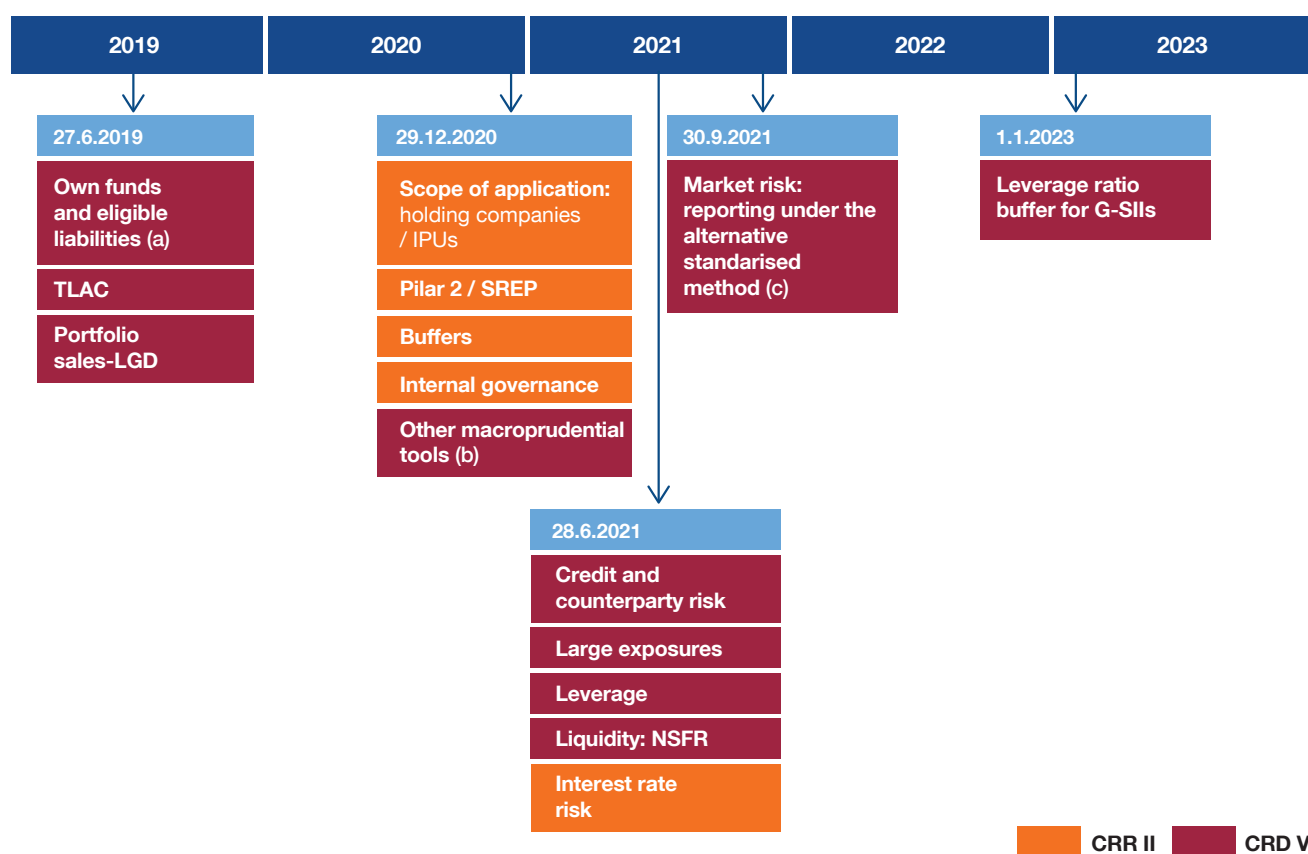 2019
2020
2021
2022
2023
27.6.2019
Own funds
and eligible
liabilities (a)
TLAC
Portfolio
sales-LGD
29.12.2020
Scope of application:
holding companies
/ IPUs
Pilar 2 / SREP
Buffers
Internal governance
Other macroprudential
tools (b)
30.9.2021
Market risk:
reporting under the
alternative
standarised
method (c)
1.1.2023
Leverage ratio
buffer for G-SIIs
28.6.2021
Credit and
counterparty risk
Large exposures
Leverage
Liquidity: NSFR
Interest rate
risk
CRR II
CRD V